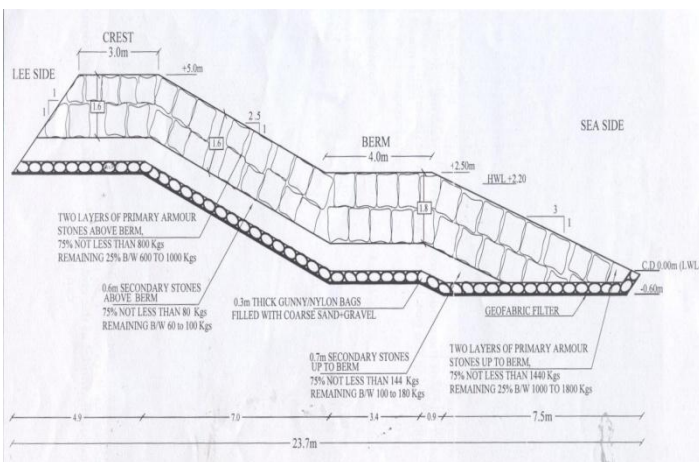 CREST
3.0m
LEE SIDE
+5.0m
1
1
1.6
2.5
1
1.6
SEA SIDE
BERM
4.0m
+2.50m
HWL +2.20
1.8
3
1
C.D 0.00m (LWL
-0.60m
TWO LAYERS OF PRIMARY ARMOUR
STONES ABOVE BERM,
75% NOT LESS THAN 800 Kgs
REMAINING 25% B/W 600 TO 1000 Kgs
0.6m SECONDARY STONES
ABOVE BERM
75% NOT LESS THAN 80 Kgs
REMAINING B/W 60 to 100 Kgs
0.3m THICK GUNNY/NYLON BAGS
FILLED WITH COARSE SAND+GRAVEL
GEOFABRIC FILTER
0.7m SECONDARY STONES
UP TO BERM
75% NOT LESS THAN 144 Kgs
REMAINING B/W 100 to 180 Kgs
TWO LAYERS OF PRIMARY ARMOUR
STONES UP TO BERM,
75% NOT LESS THAN 1440 Kgs
REMAINING 25% B/W 1000 TO 1800 Kgs
4.9
7.0
3.4
0.9
7.5m
23.7m